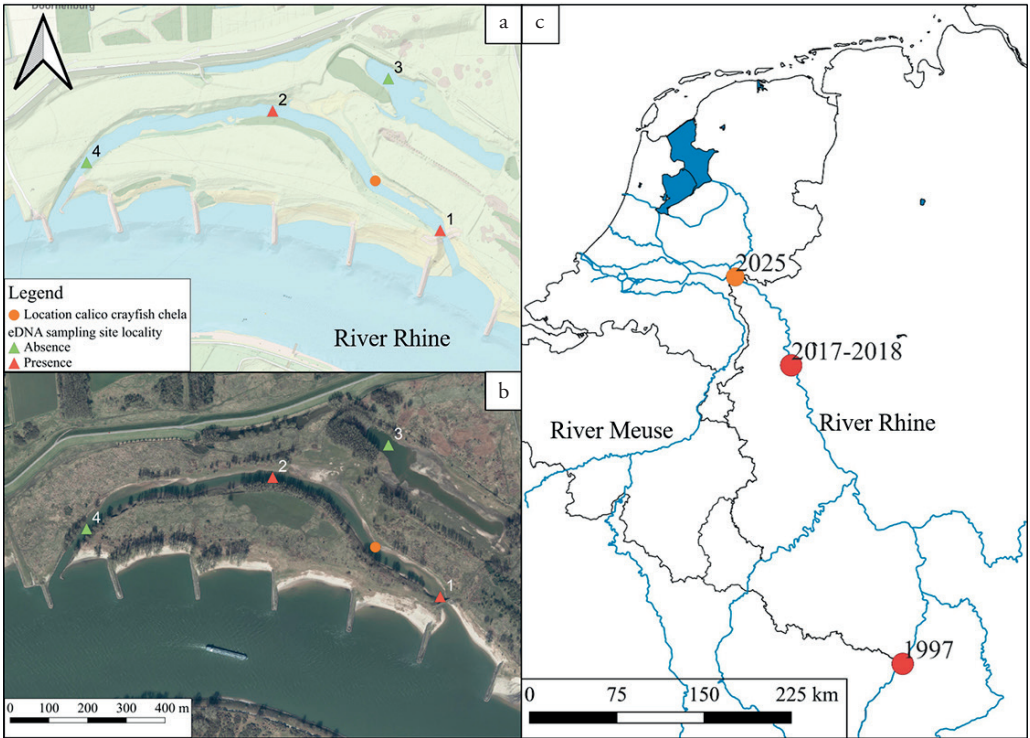 Doornenburg
a
3
2
4
1
Legend
Location calico crayfish chela
eDNA sampling site locality
Absence
Presence
River Rhine
b
3
2
4
1
0 100 200 300 400 m
c
2025
2017-2018
River Meuse
River Rhine
1997
0 75 150 225 km